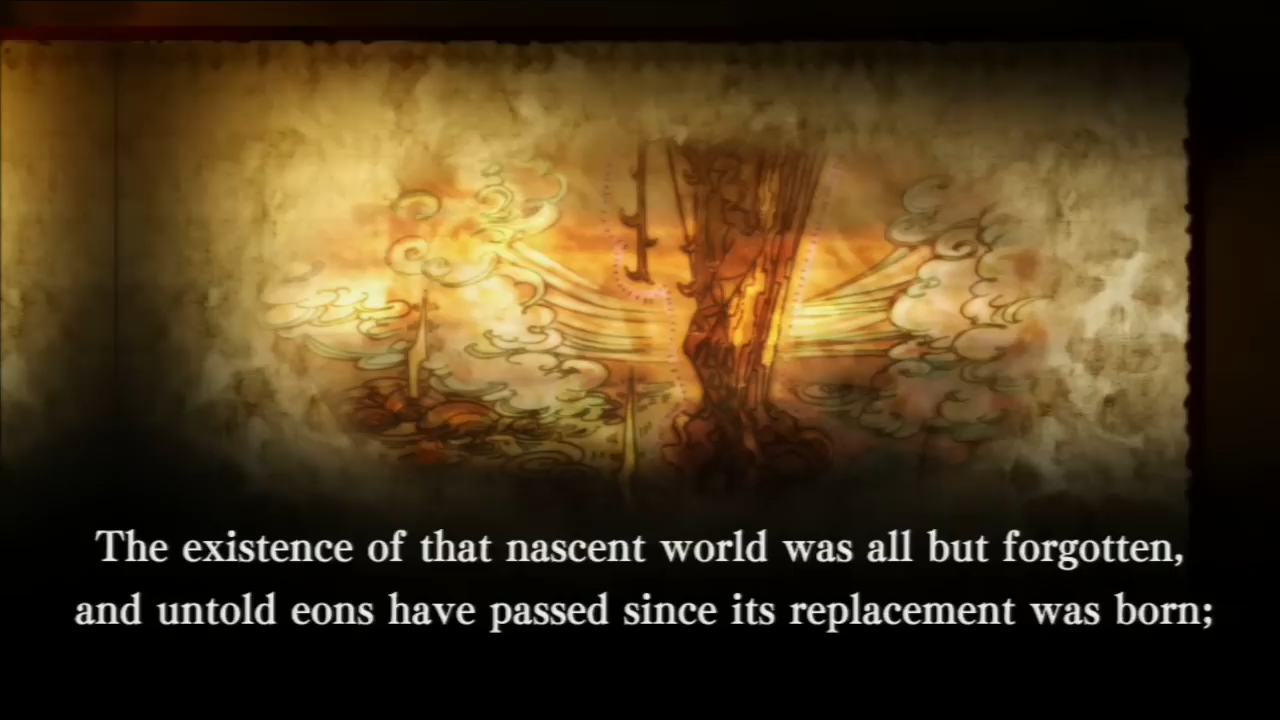 The existence of that nascent world was all but forgotten,
and untold eons have passed since its replacement was born;